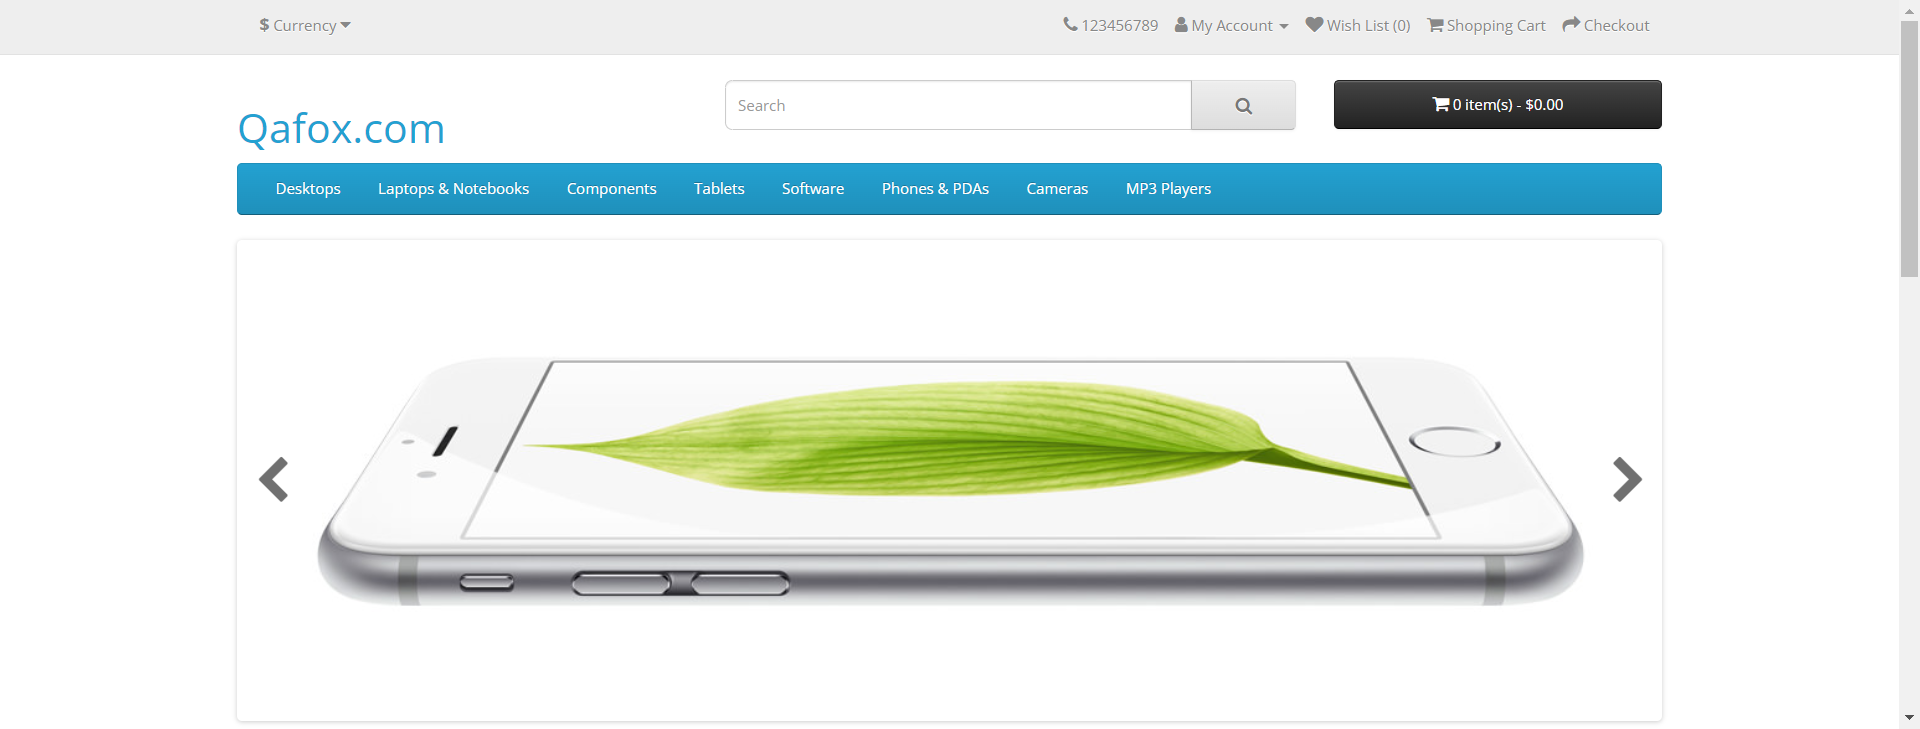 $ Currency
123456789 My Account Wish List (0) Shopping Cart Checkout
Qafox.com
Search
0 item(s) - $0.00
Desktops Laptops & Notebooks Components Tablets Software Phones & PDAs Cameras MP3 Players